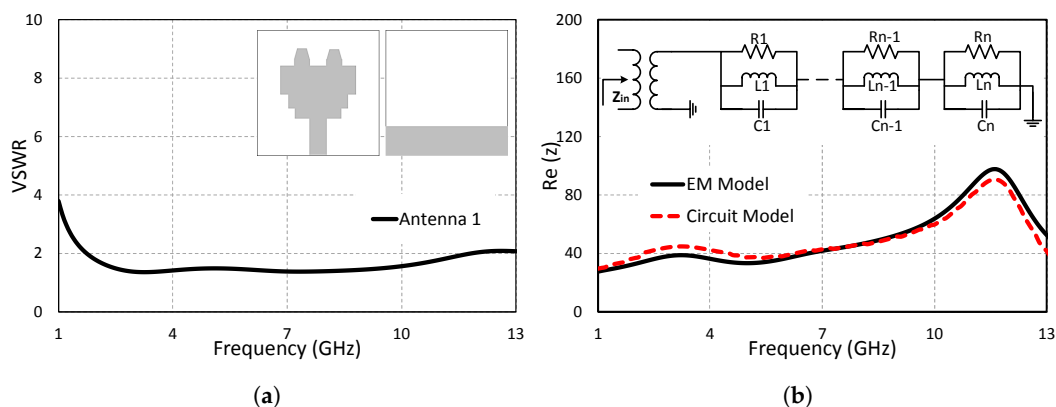 10
8
6
4
2
0
VSWR
Antenna 1
1
4
7
10
13
Frequency (GHz)
(a)
200
160
120
80
40
0
Re (z)
R1
Rn-1
Rn
Zin
L1
Ln-1
Ln
C1
Cn-1
Cn
EM Model
Circuit Model
1
4
7
10
13
Frequency (GHz)
(b)